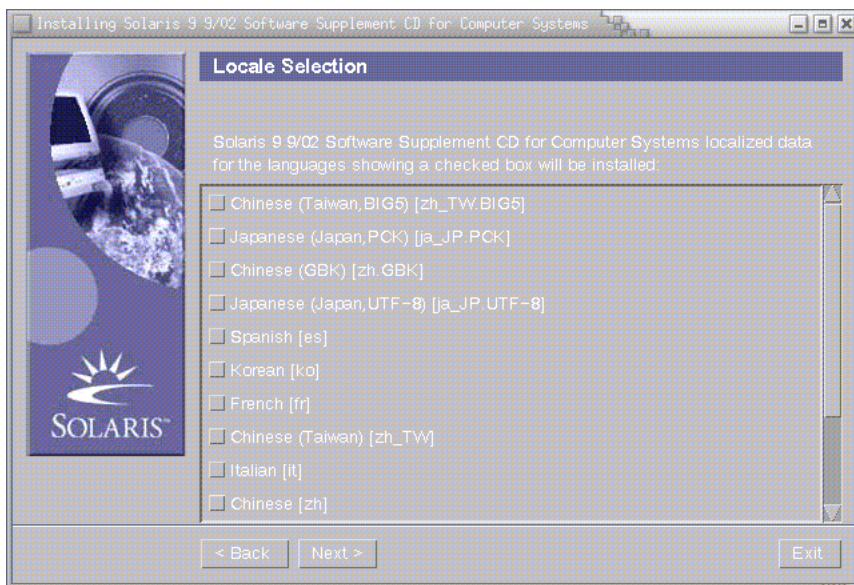 Installing Solaris 9 9/02 Software Supplement CD for Computer Systems
Locale Selection
Solaris 9 9/02 Software Supplement CD for Computer Systems localized data
for the languages showing a checked box will be installed:
Chinese (Taiwan,BIG5) [zh_TW.BIG5]
Japanese (Japan,PCK) [ja_JP.PCK]
Chinese (GBK) [zh.GBK]
Japanese (Japan,UTF-8) [ja_JP.UTF-8]
Spanish [es]
Korean [ko]
French [fr]
Chinese (Taiwan) [zh_TW]
Italian [it]
Chinese [zh]
SOLARIS™
< Back
Next >
Exit